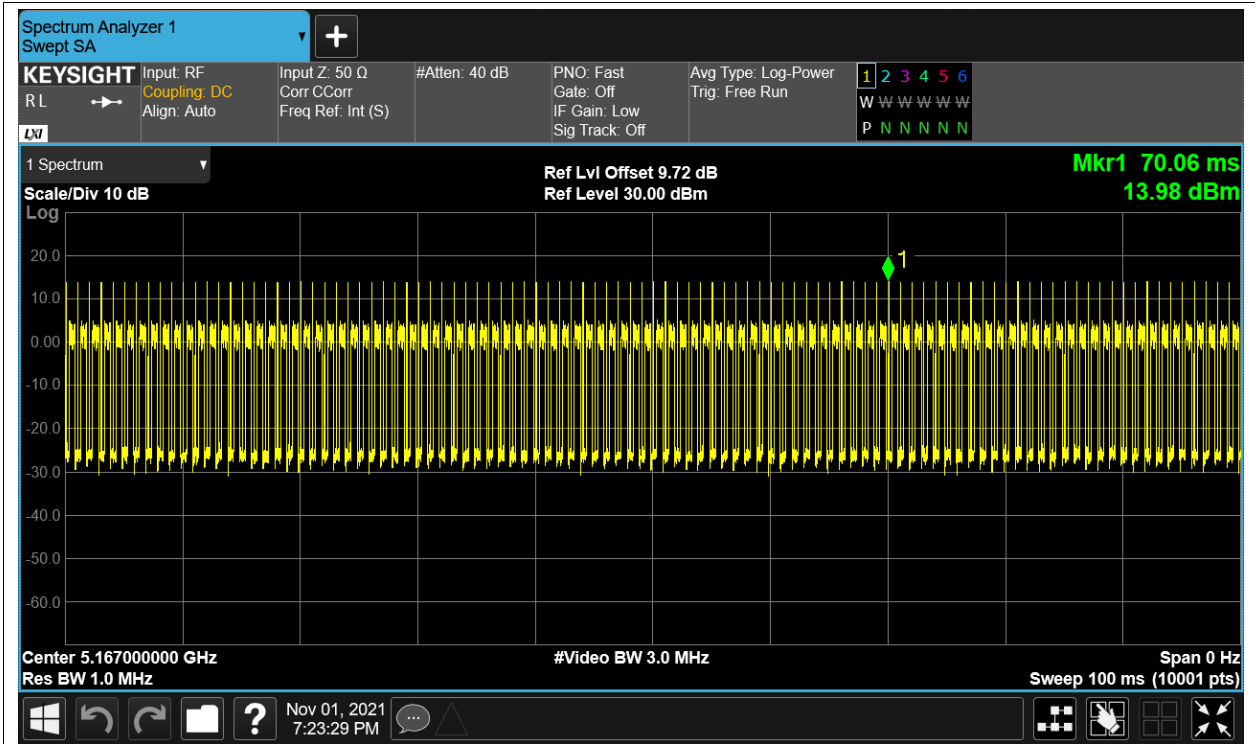 Spectrum Analyzer 1
Swept SA
KEYSIGHT
R L
LXI
Input: RF
Coupling: DC
Align: Auto
Input Z: 50 Ω
Corr CCorr
Freq Ref: Int (S)
#Atten: 40 dB
PNO: Fast
Gate: Off
IF Gain: Low
Sig Track: Off
Avg Type: Log-Power
Trig: Free Run
1 2 3 4 5 6
W W W W W W
P N N N N N
1 Spectrum
Scale/Div 10 dB
Log
Ref Lvl Offset 9.72 dB
Ref Level 30.00 dBm
Mkr1 70.06 ms
13.98 dBm
1
20.0
10.0
0.00
-10.0
-20.0
-30.0
-40.0
-50.0
-60.0
Center 5.167000000 GHz
Res BW 1.0 MHz
#Video BW 3.0 MHz
Span 0 Hz
Sweep 100 ms (10001 pts)
?
Nov 01, 2021
7:23:29 PM